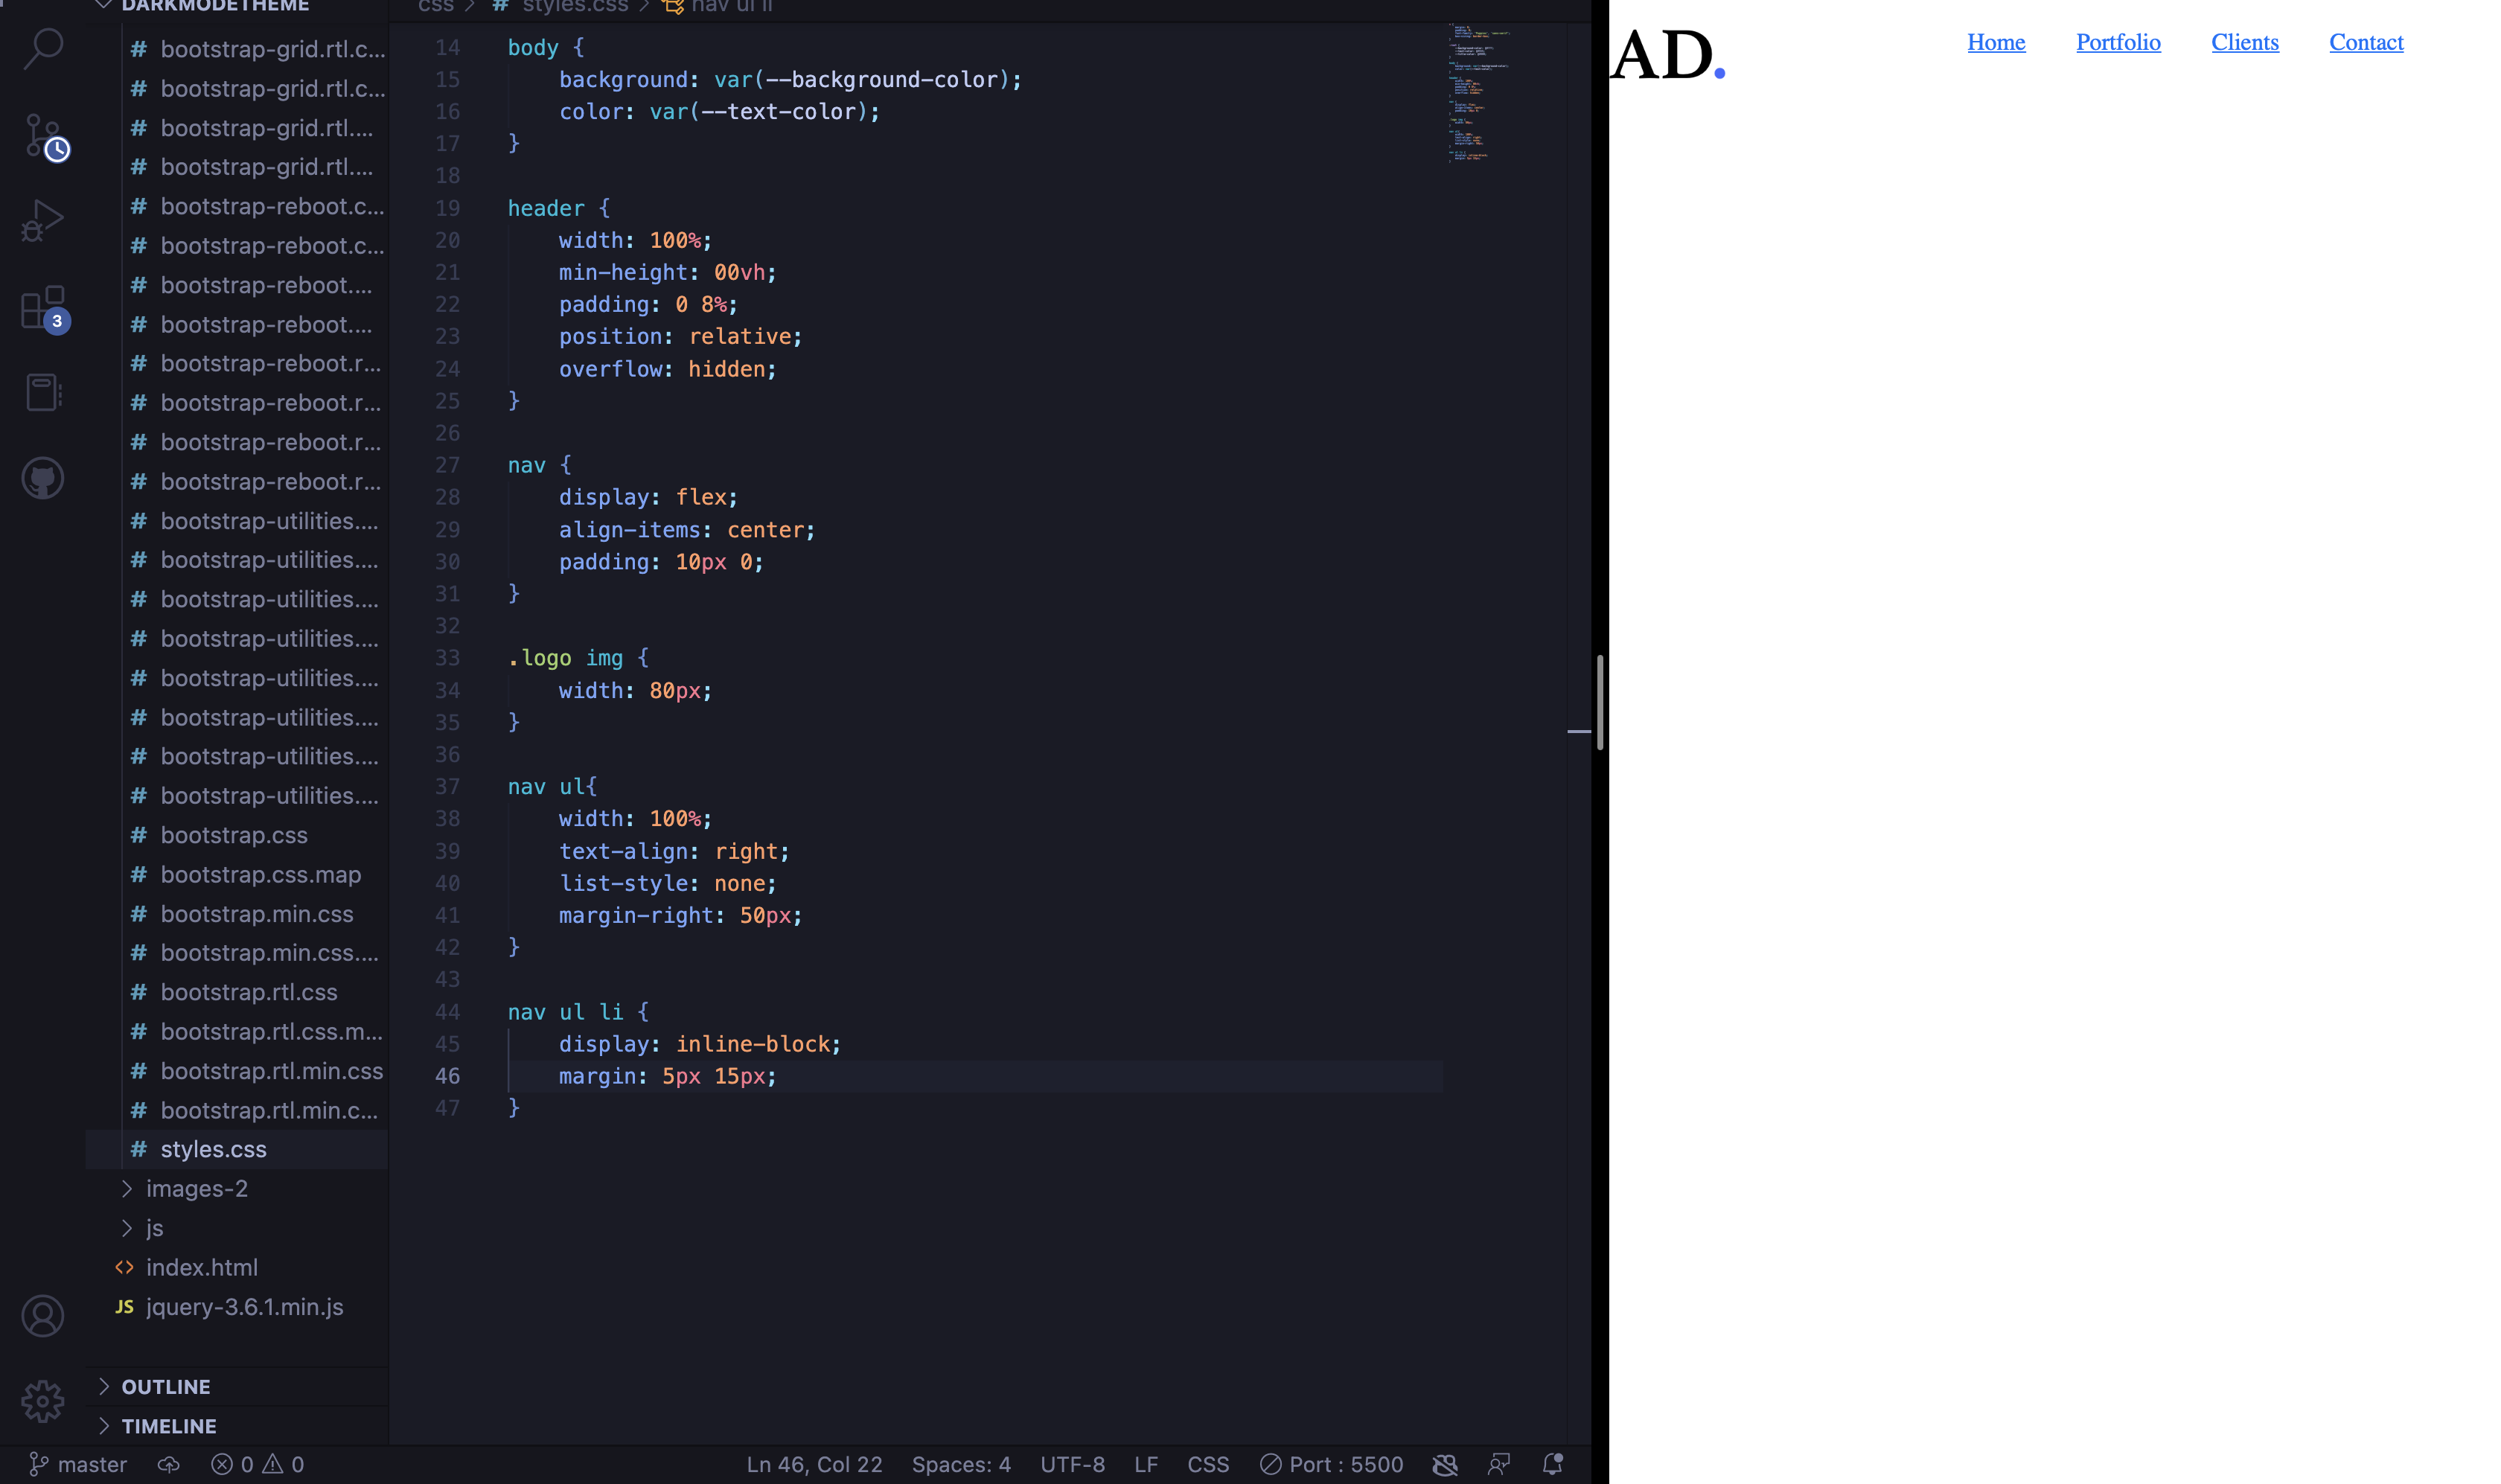 DARKMODETHEME
bootstrap-grid.rtl.c...
bootstrap-grid.rtl.c...
bootstrap-grid.rtl....
bootstrap-grid.rtl....
bootstrap-reboot.c...
bootstrap-reboot.c...
bootstrap-reboot....
bootstrap-reboot....
bootstrap-reboot.r...
bootstrap-reboot.r...
bootstrap-reboot.r...
bootstrap-reboot.r...
bootstrap-utilities....
bootstrap-utilities....
bootstrap-utilities....
bootstrap-utilities....
bootstrap-utilities....
bootstrap-utilities....
bootstrap-utilities....
bootstrap-utilities....
bootstrap.css
bootstrap.css.map
bootstrap.min.css
bootstrap.min.css....
bootstrap.rtl.css
bootstrap.rtl.css.m...
bootstrap.rtl.min.css
bootstrap.rtl.min.c...
styles.css
images-2
js
index.html
JS jquery-3.6.1.min.js
OUTLINE
TIMELINE
3
css > # styles.css > nav ul li
14 body {
15 background: var(--background-color);
16 color: var(--text-color);
17 }
18
19 header {
20 width: 100%;
21 min-height: 00vh;
22 padding: 0 8%;
23 position: relative;
24 overflow: hidden;
25 }
26
27 nav {
28 display: flex;
29 align-items: center;
30 padding: 10px 0;
31 }
32
33 .logo img {
34 width: 80px;
35 }
36
37 nav ul{
38 width: 100%;
39 text-align: right;
40 list-style: none;
41 margin-right: 50px;
42 }
43
44 nav ul li {
45 display: inline-block;
46 margin: 5px 15px;
47 }
master 0 0 Ln 46, Col 22 Spaces: 4 UTF-8 LF CSS Port : 5500
AD. Home Portfolio Clients Contact